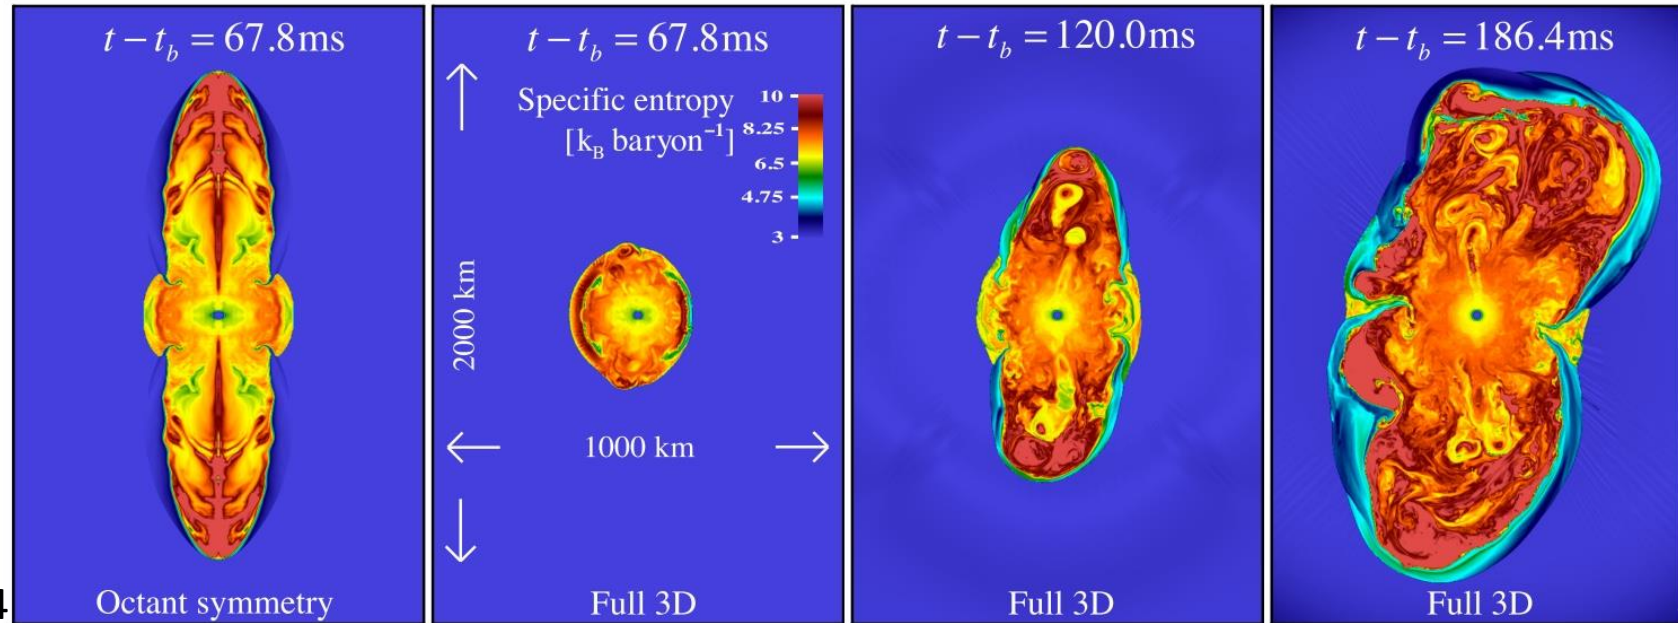 t − t_b = 67.8ms
Octant symmetry
t − t_b = 67.8ms
Specific entropy
[k_B baryon⁻¹]
10
8.25
6.5
4.75
3
2000 km
1000 km
Full 3D
t − t_b = 120.0ms
Full 3D
t − t_b = 186.4ms
Full 3D
4